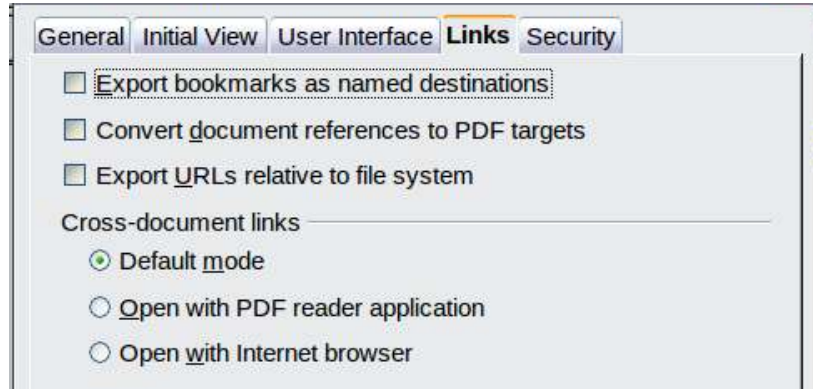 General Initial View User Interface Links Security
Export bookmarks as named destinations
Convert document references to PDF targets
Export URLs relative to file system
Cross-document links
Default mode
Open with PDF reader application
Open with Internet browser